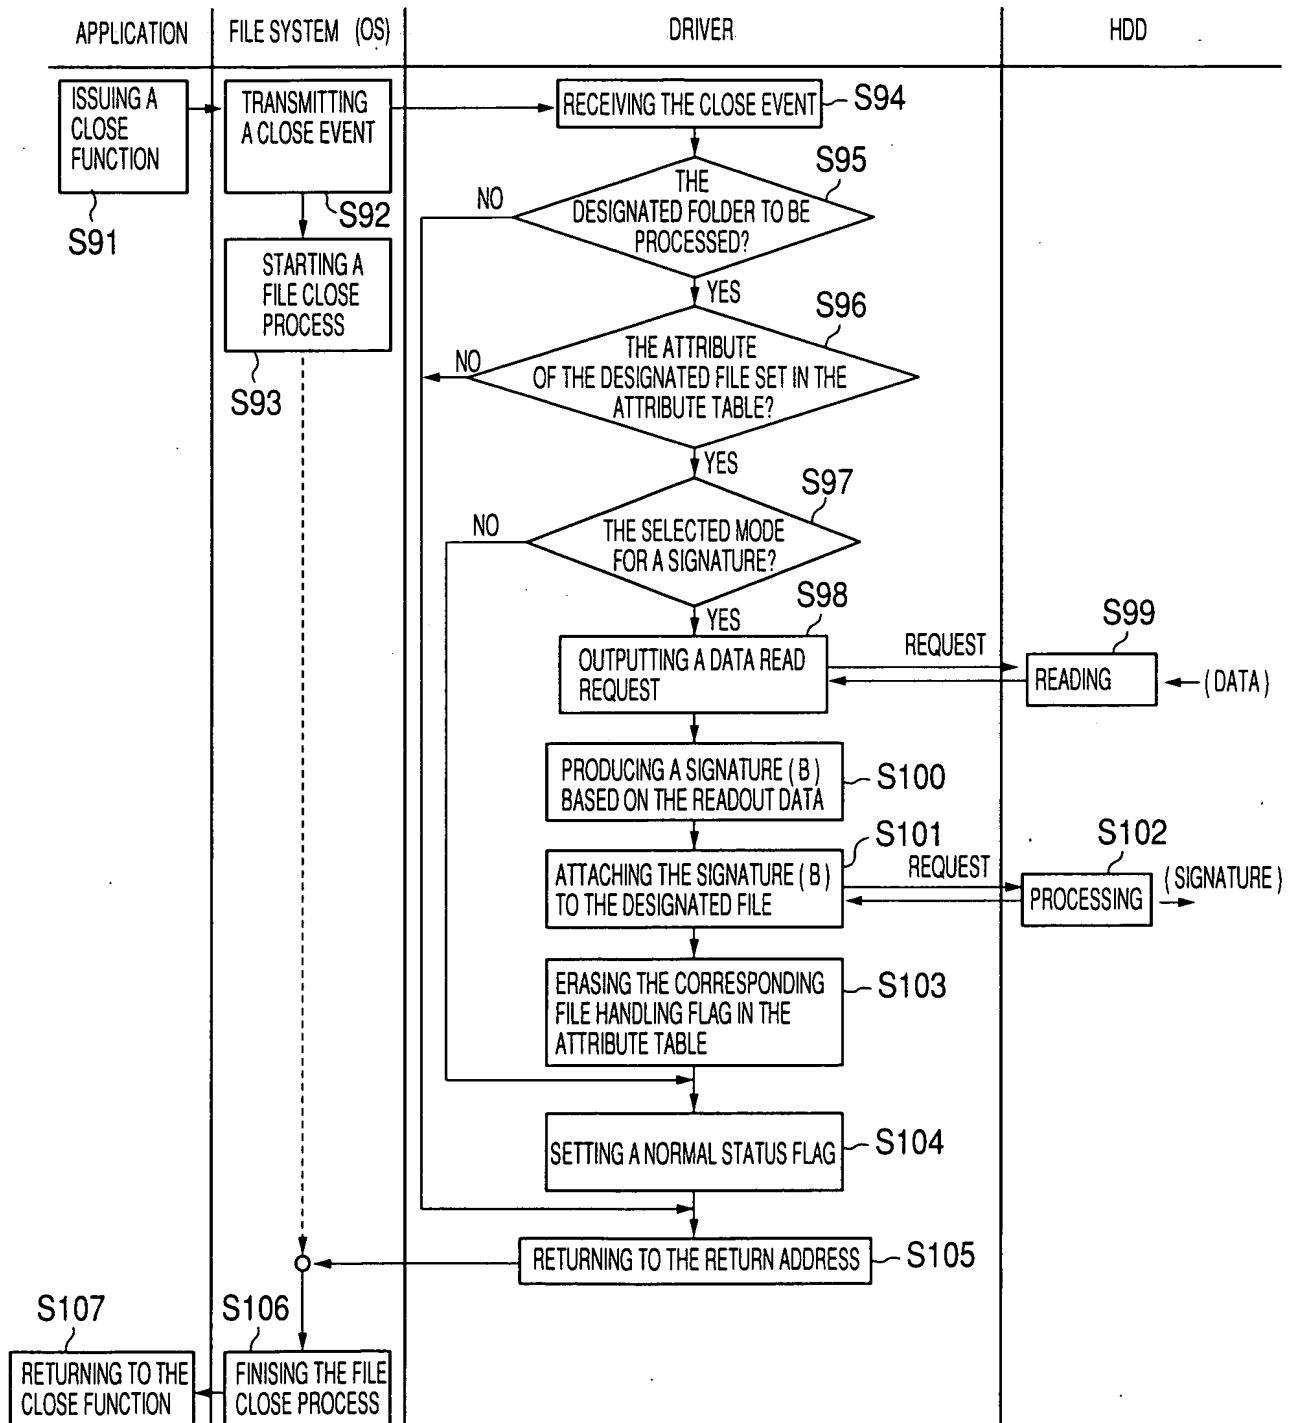 APPLICATION
FILE SYSTEM (OS)
DRIVER
HDD
ISSUING A
CLOSE
FUNCTION
S91
TRANSMITTING
A CLOSE EVENT
S92
RECEIVING THE CLOSE EVENT
S94
STARTING A
FILE CLOSE
PROCESS
S93
THE
DESIGNATED FOLDER TO BE
PROCESSED?
S95
NO
YES
THE ATTRIBUTE
OF THE DESIGNATED FILE SET IN THE
ATTRIBUTE TABLE?
S96
NO
YES
THE SELECTED MODE
FOR A SIGNATURE?
S97
NO
YES
OUTPUTTING A DATA READ
REQUEST
S98
REQUEST
READING
S99
(DATA)
PRODUCING A SIGNATURE (B)
BASED ON THE READOUT DATA
S100
ATTACHING THE SIGNATURE (B)
TO THE DESIGNATED FILE
S101
REQUEST
PROCESSING
S102
(SIGNATURE)
ERASING THE CORRESPONDING
FILE HANDLING FLAG IN THE
ATTRIBUTE TABLE
S103
SETTING A NORMAL STATUS FLAG
S104
RETURNING TO THE RETURN ADDRESS
S105
S107
RETURNING TO THE
CLOSE FUNCTION
S106
FINISING THE FILE
CLOSE PROCESS